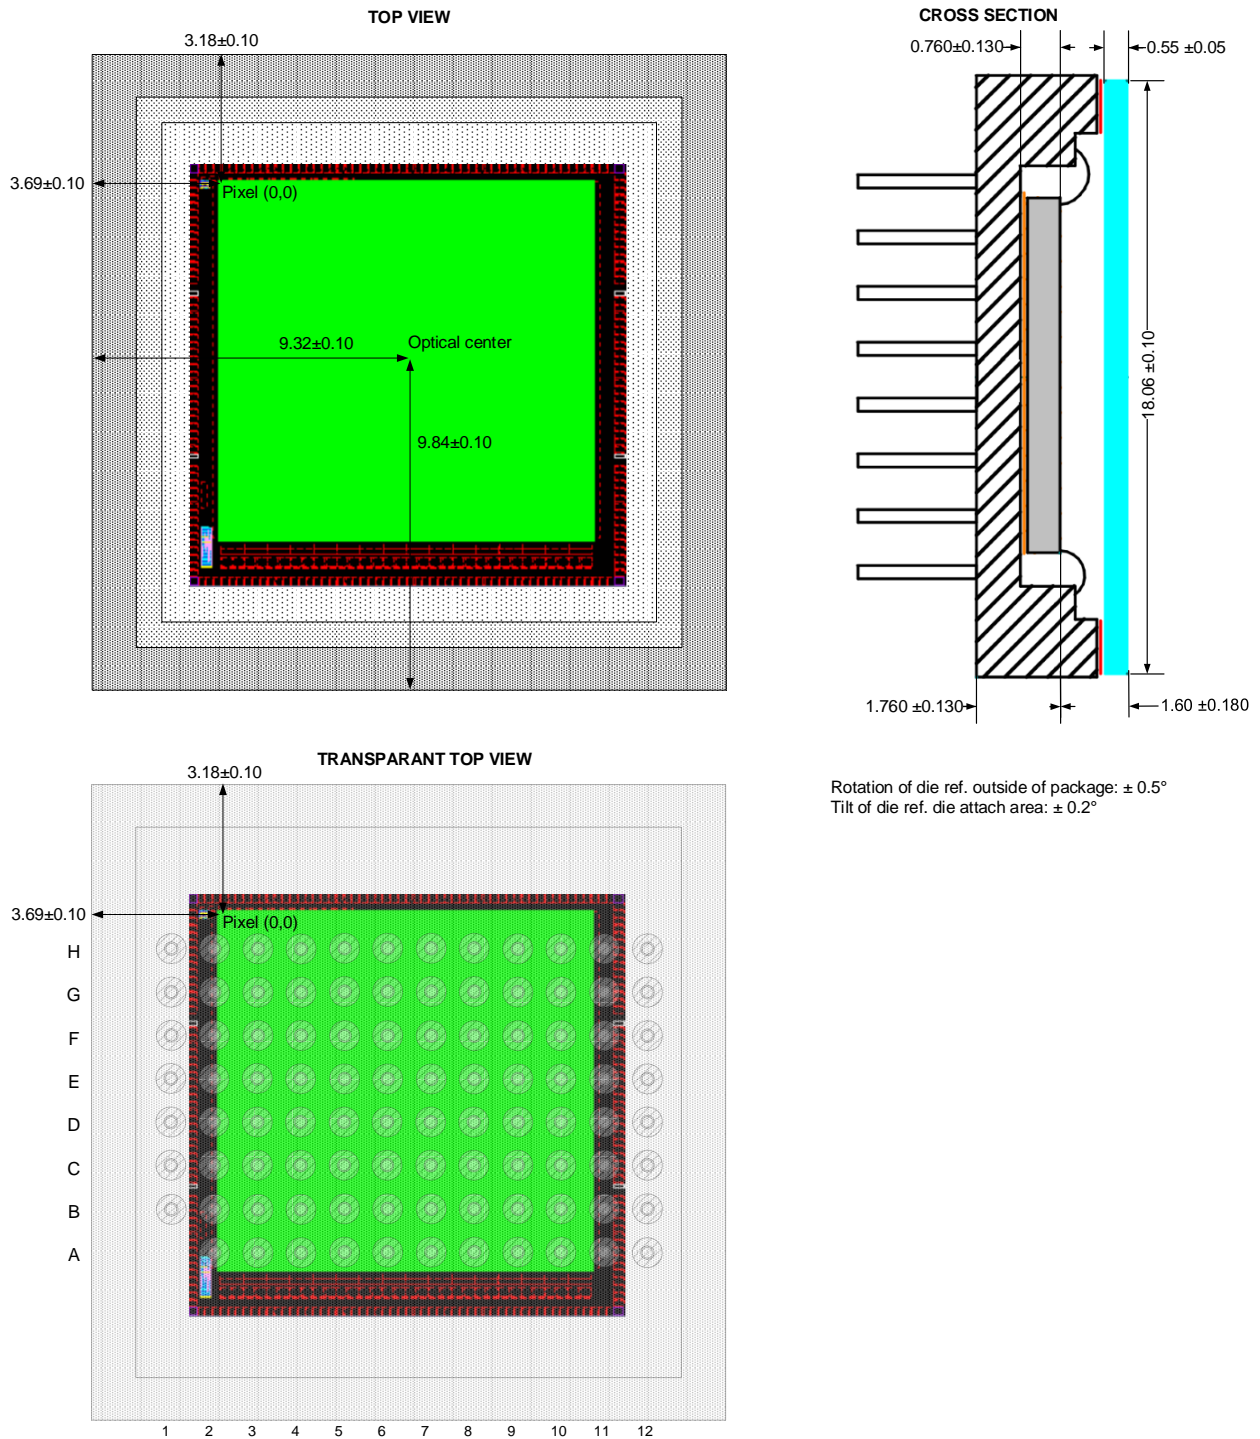 TOP VIEW
3.18±0.10
3.69±0.10
Pixel (0,0)
Optical center
9.32±0.10
9.84±0.10
CROSS SECTION
0.760±0.130
0.55 ±0.05
18.06 ±0.10
1.760 ±0.130
1.60 ±0.180
Rotation of die ref. outside of package: ± 0.5°
Tilt of die ref. die attach area: ± 0.2°
TRANSPARANT TOP VIEW
3.18±0.10
3.69±0.10
Pixel (0,0)
H
G
F
E
D
C
B
A
1 2 3 4 5 6 7 8 9 10 11 12